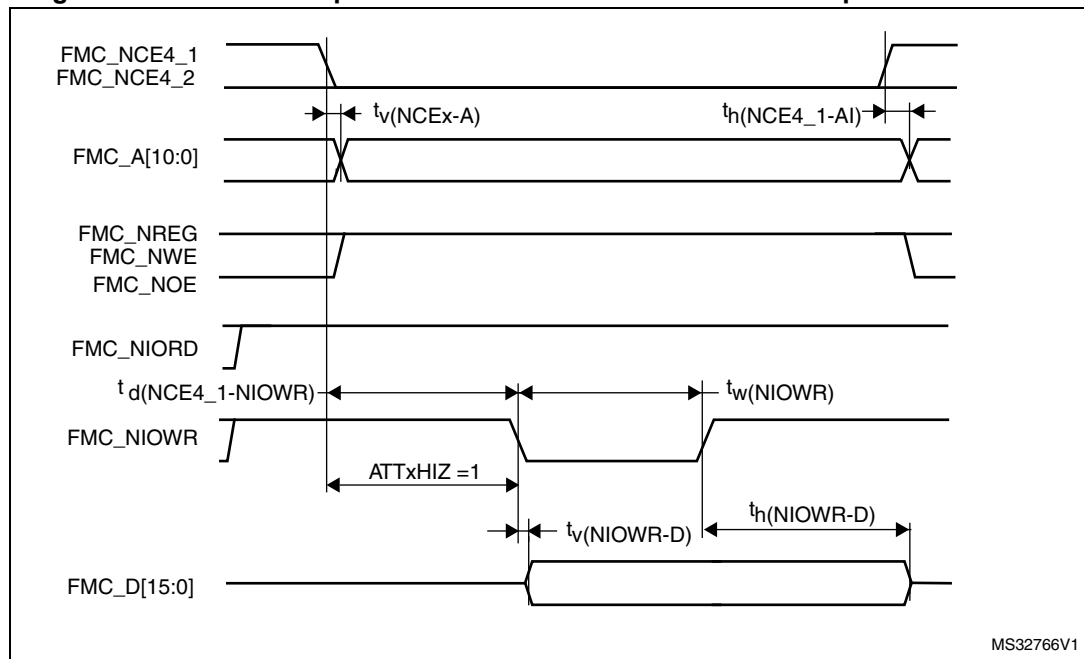 FMC_NCE4_1
FMC_NCE4_2
tv(NCEx-A)
th(NCE4_1-AI)
FMC_A[10:0]
FMC_NREG
FMC_NWE
FMC_NOE
FMC_NIORD
td(NCE4_1-NIOWR)
tw(NIOWR)
FMC_NIOWR
ATTxHIZ =1
tv(NIOWR-D)
th(NIOWR-D)
FMC_D[15:0]
MS32766V1